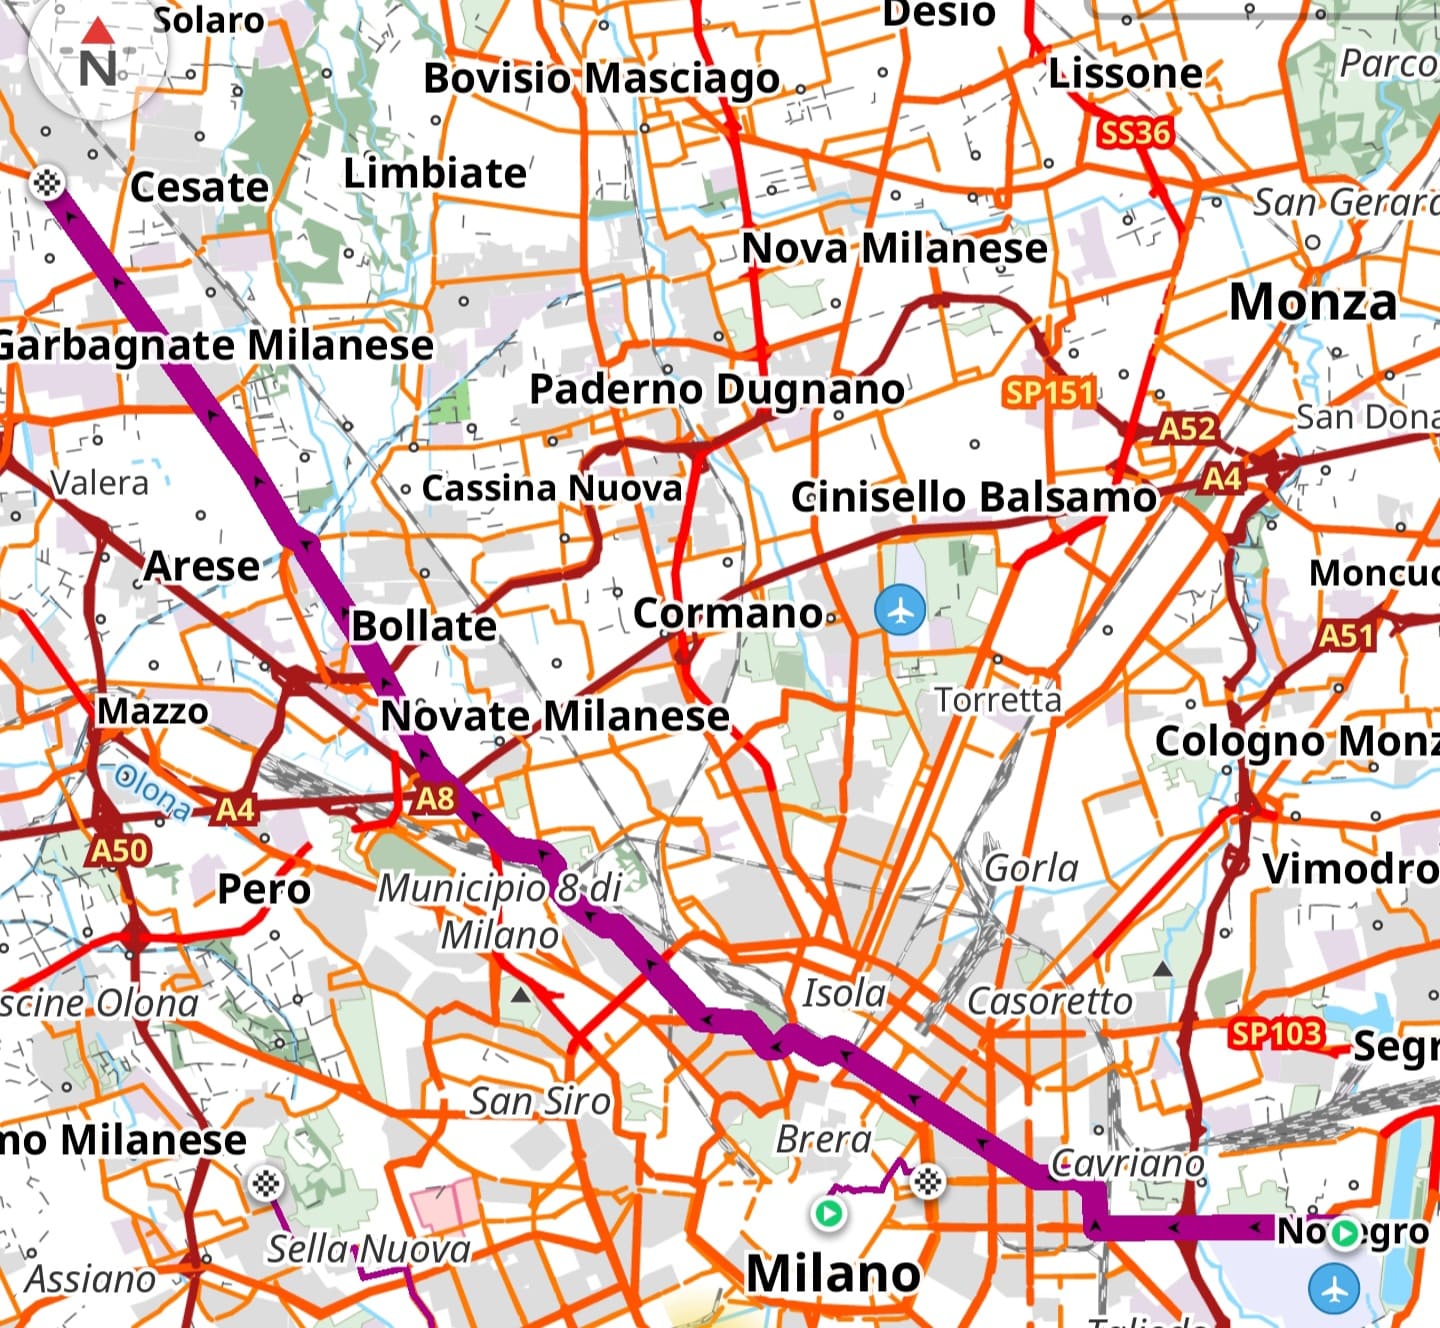 Solaro
Desio
N
Bovisio Masciago
Lissone
Parco
SS36
Cesate
Limbiate
San Gerard
Nova Milanese
Monza
Garbagnate Milanese
Paderno Dugnano
SP151
A52
San Dona
Valera
Cassina Nuova
Cinisello Balsamo
A4
Arese
Moncuc
Bollate
Cormano
A51
Mazzo
Novate Milanese
Torretta
Cologno Monz
Olona
A4
A8
A50
Pero
Municipio 8 di
Milano
Gorla
Vimodro
scine Olona
Isola
Casoretto
SP103
Segr
San Siro
no Milanese
Brera
Cavriano
Sella Nuova
No egro
Assiano
Milano